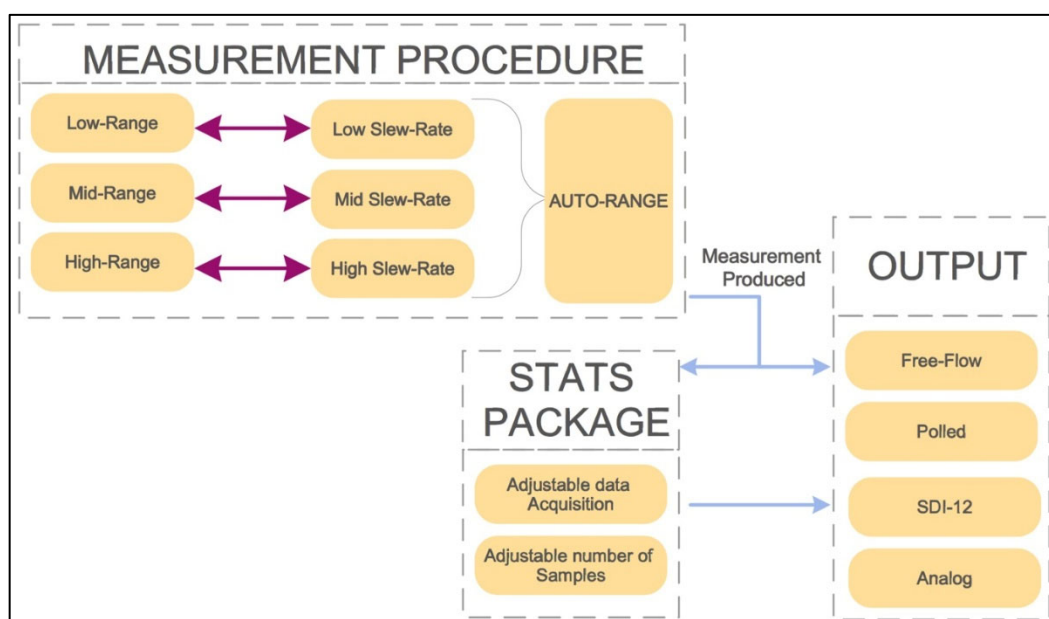 MEASUREMENT PROCEDURE
Low-Range
Low Slew-Rate
Mid-Range
Mid Slew-Rate
High-Range
High Slew-Rate
AUTO-RANGE
Measurement
Produced
STATS
PACKAGE
Adjustable data
Acquisition
Adjustable number of
Samples
OUTPUT
Free-Flow
Polled
SDI-12
Analog